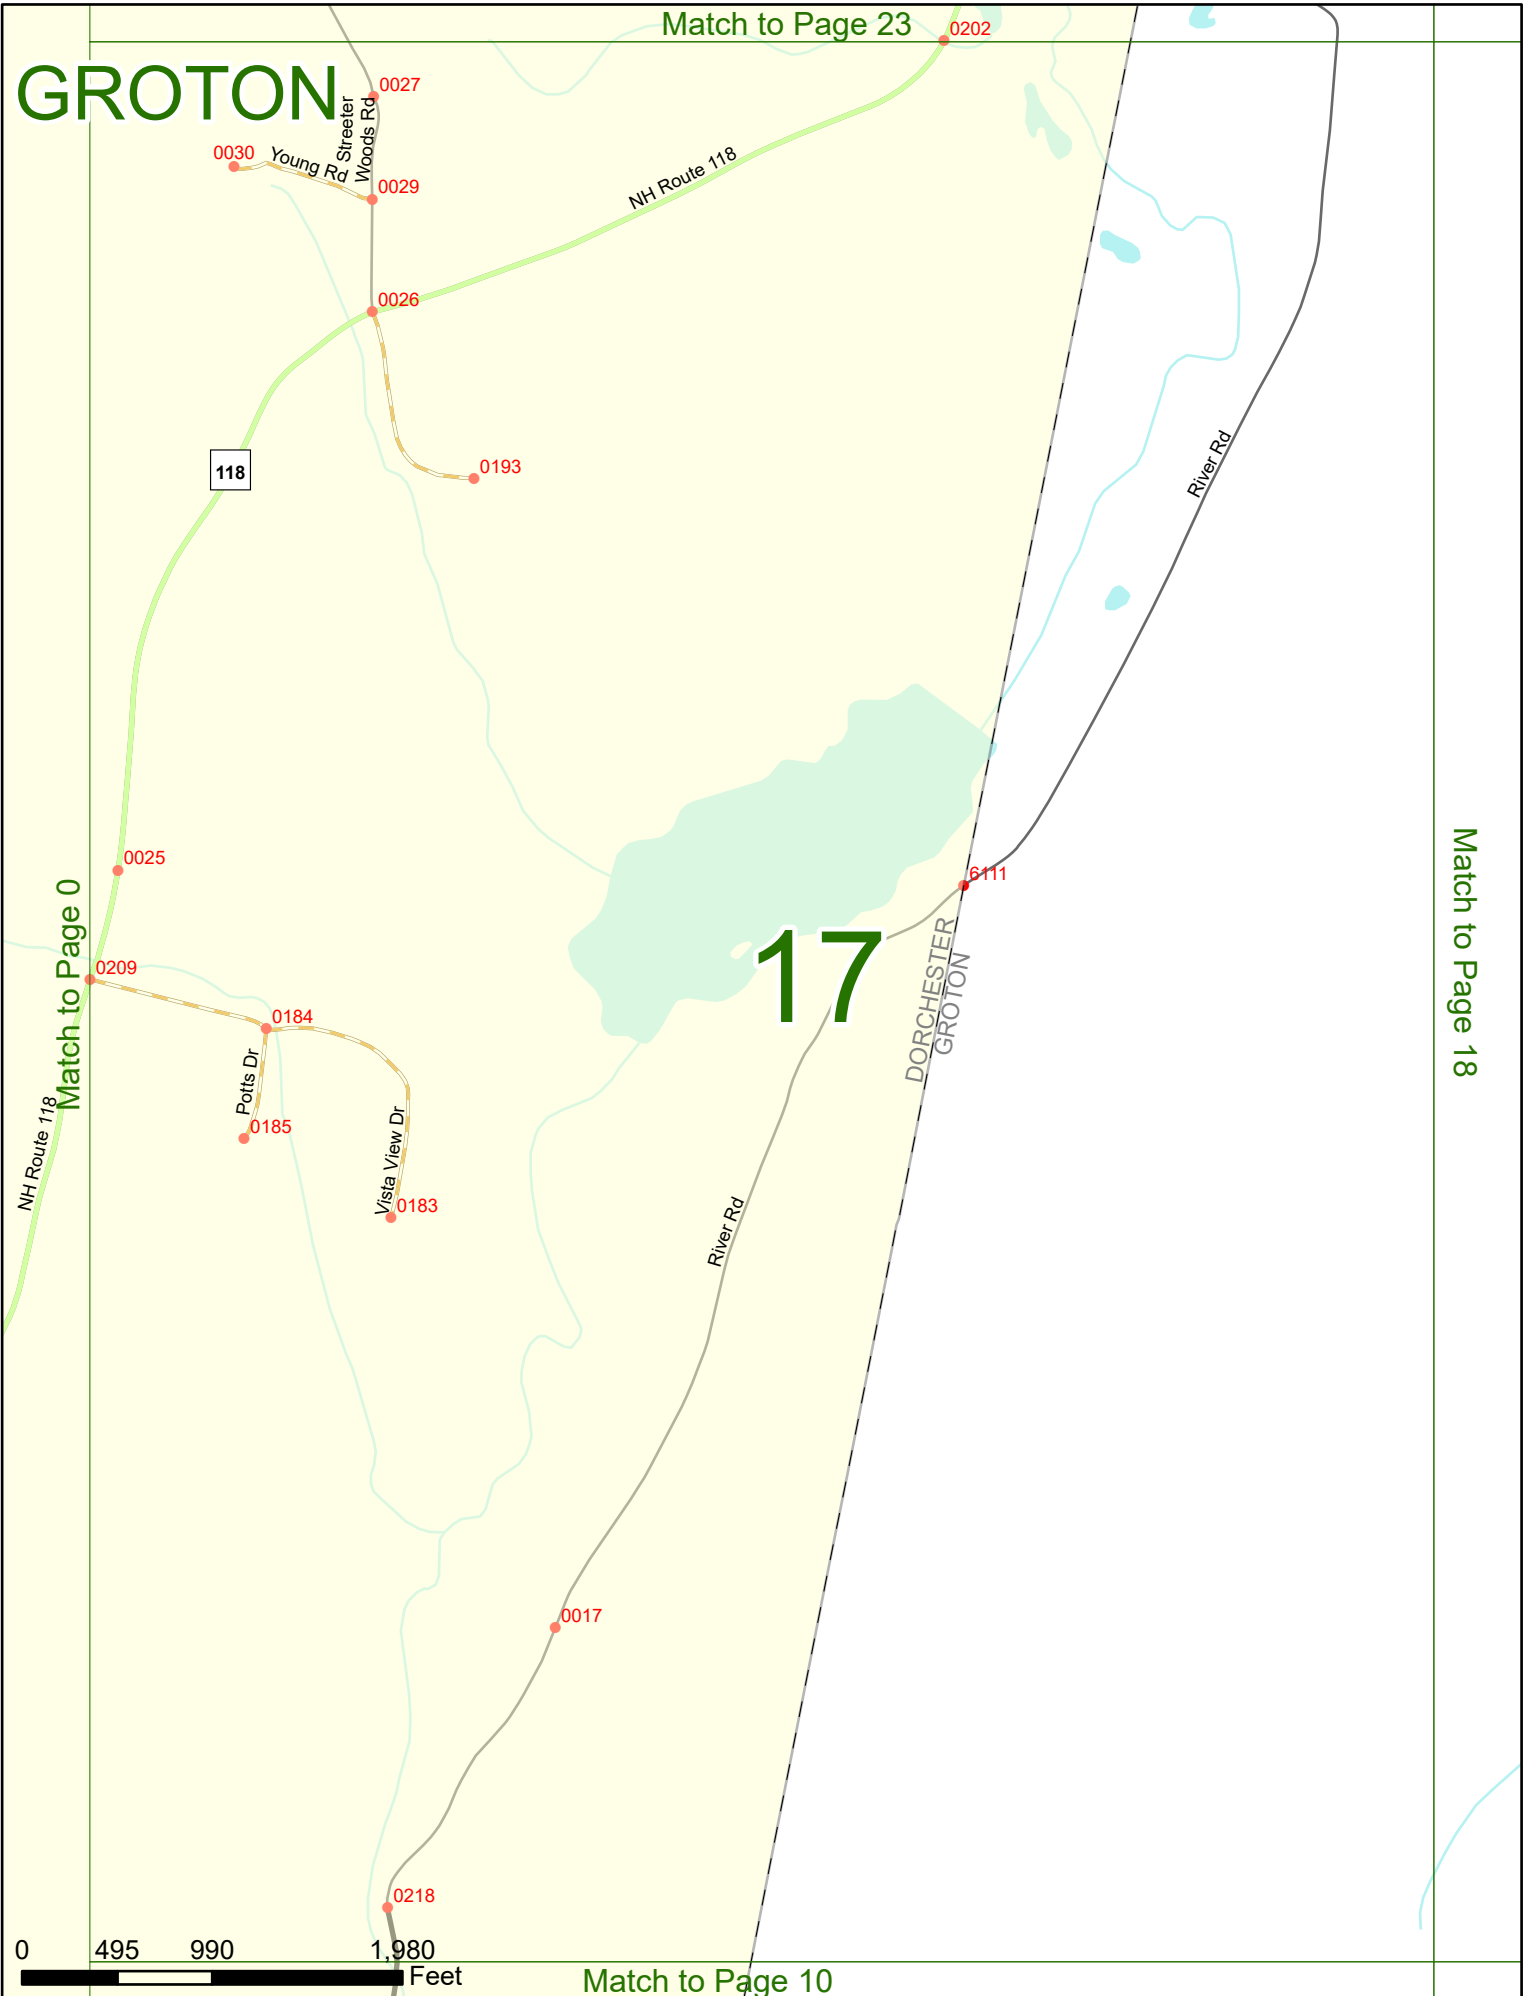 Match to Page 23
0202
GROTON
0027
Streeter
Woods Rd
0030
Young Rd
0029
NH Route 118
0026
118
0193
River Rd
0025
6111
Match to Page 0
Match to Page 18
17
DORCHESTER
GROTON
0209
0184
Potts Dr
0185
NH Route 118
Vista View Dr
0183
River Rd
0017
0218
0 495 990 1,980
Feet
Match to Page 10